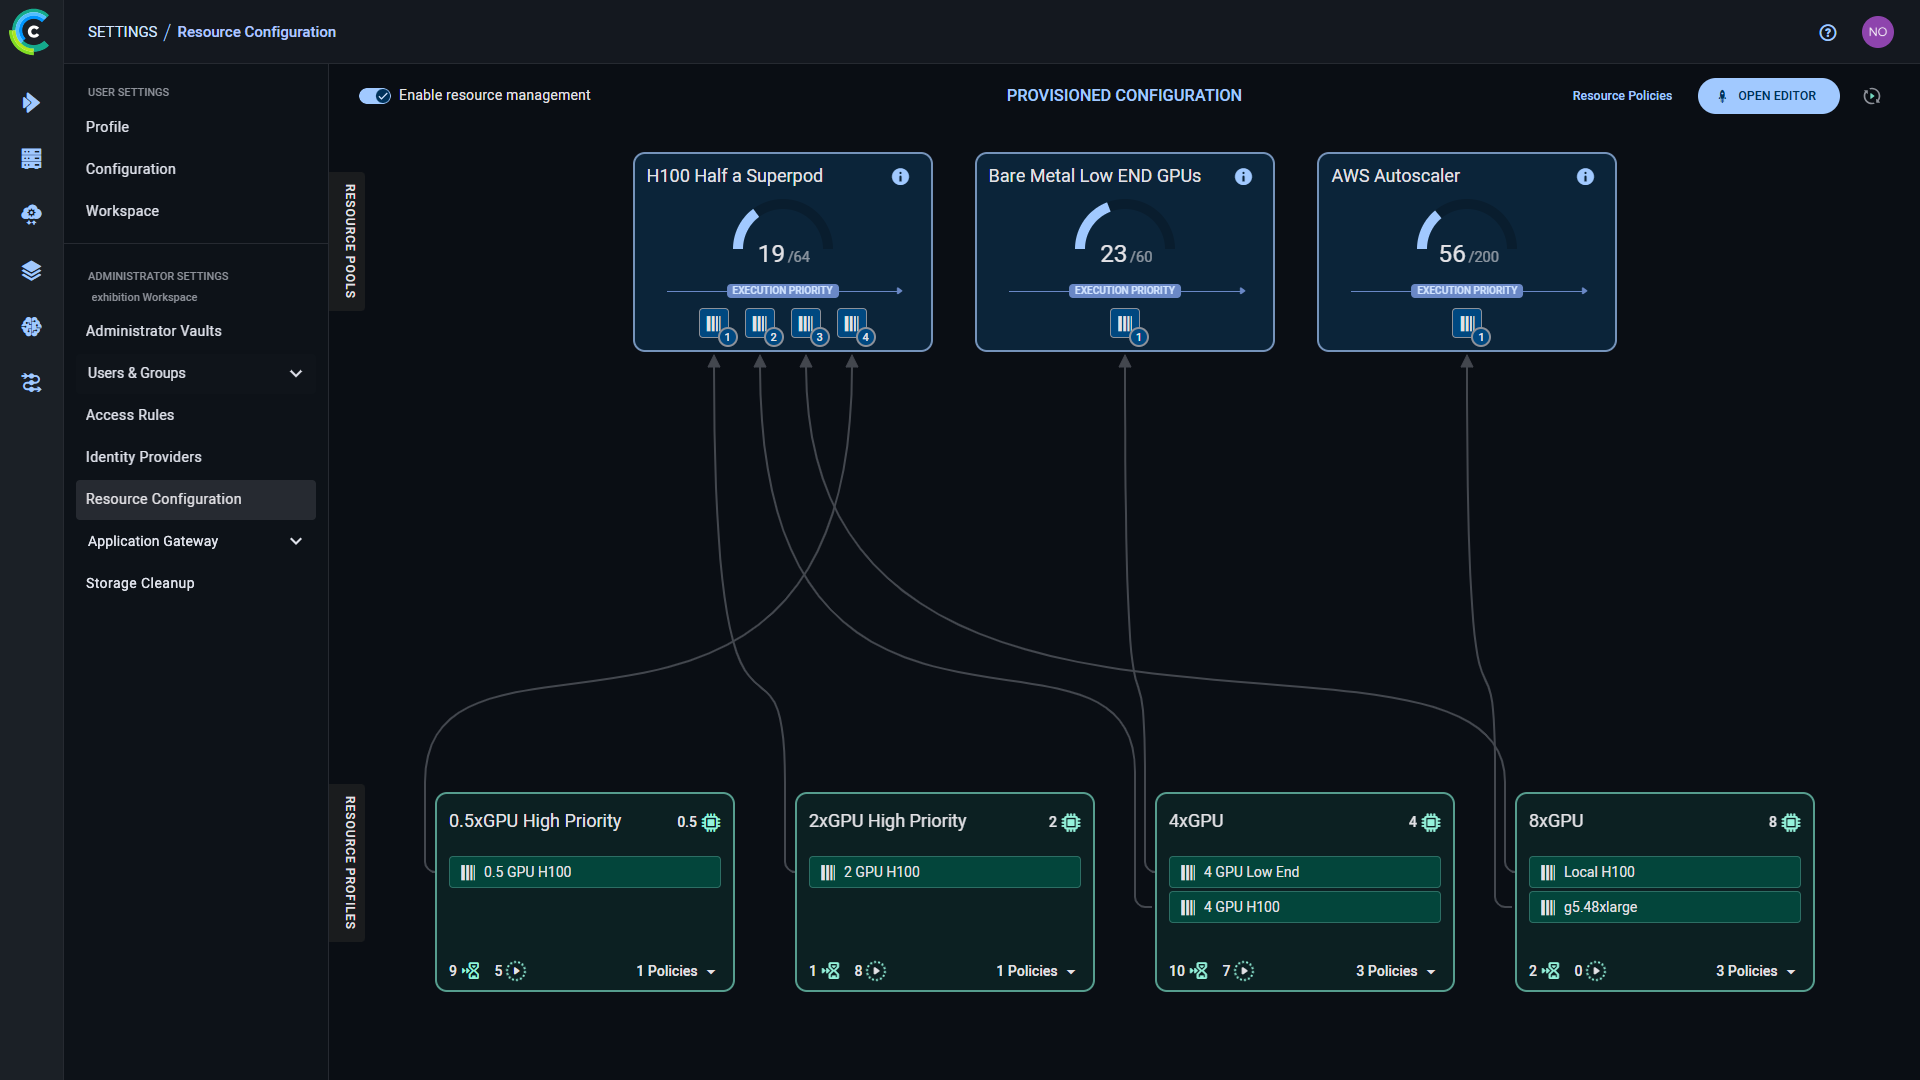 SETTINGS / Resource Configuration
NO
USER SETTINGS
Profile
Configuration
Workspace
ADMINISTRATOR SETTINGS
exhibition Workspace
Administrator Vaults
Users & Groups
Access Rules
Identity Providers
Resource Configuration
Application Gateway
Storage Cleanup
Enable resource management
PROVISIONED CONFIGURATION
Resource Policies
OPEN EDITOR
RESOURCE POOLS
H100 Half a Superpod
19 /64
EXECUTION PRIORITY
1 2 3 4
Bare Metal Low END GPUs
23 /60
EXECUTION PRIORITY
1
AWS Autoscaler
56 /200
EXECUTION PRIORITY
1
RESOURCE PROFILES
0.5xGPU High Priority 0.5
0.5 GPU H100
9 5 1 Policies
2xGPU High Priority 2
2 GPU H100
1 8 1 Policies
4xGPU 4
4 GPU Low End
4 GPU H100
10 7 3 Policies
8xGPU 8
Local H100
g5.48xlarge
2 0 3 Policies